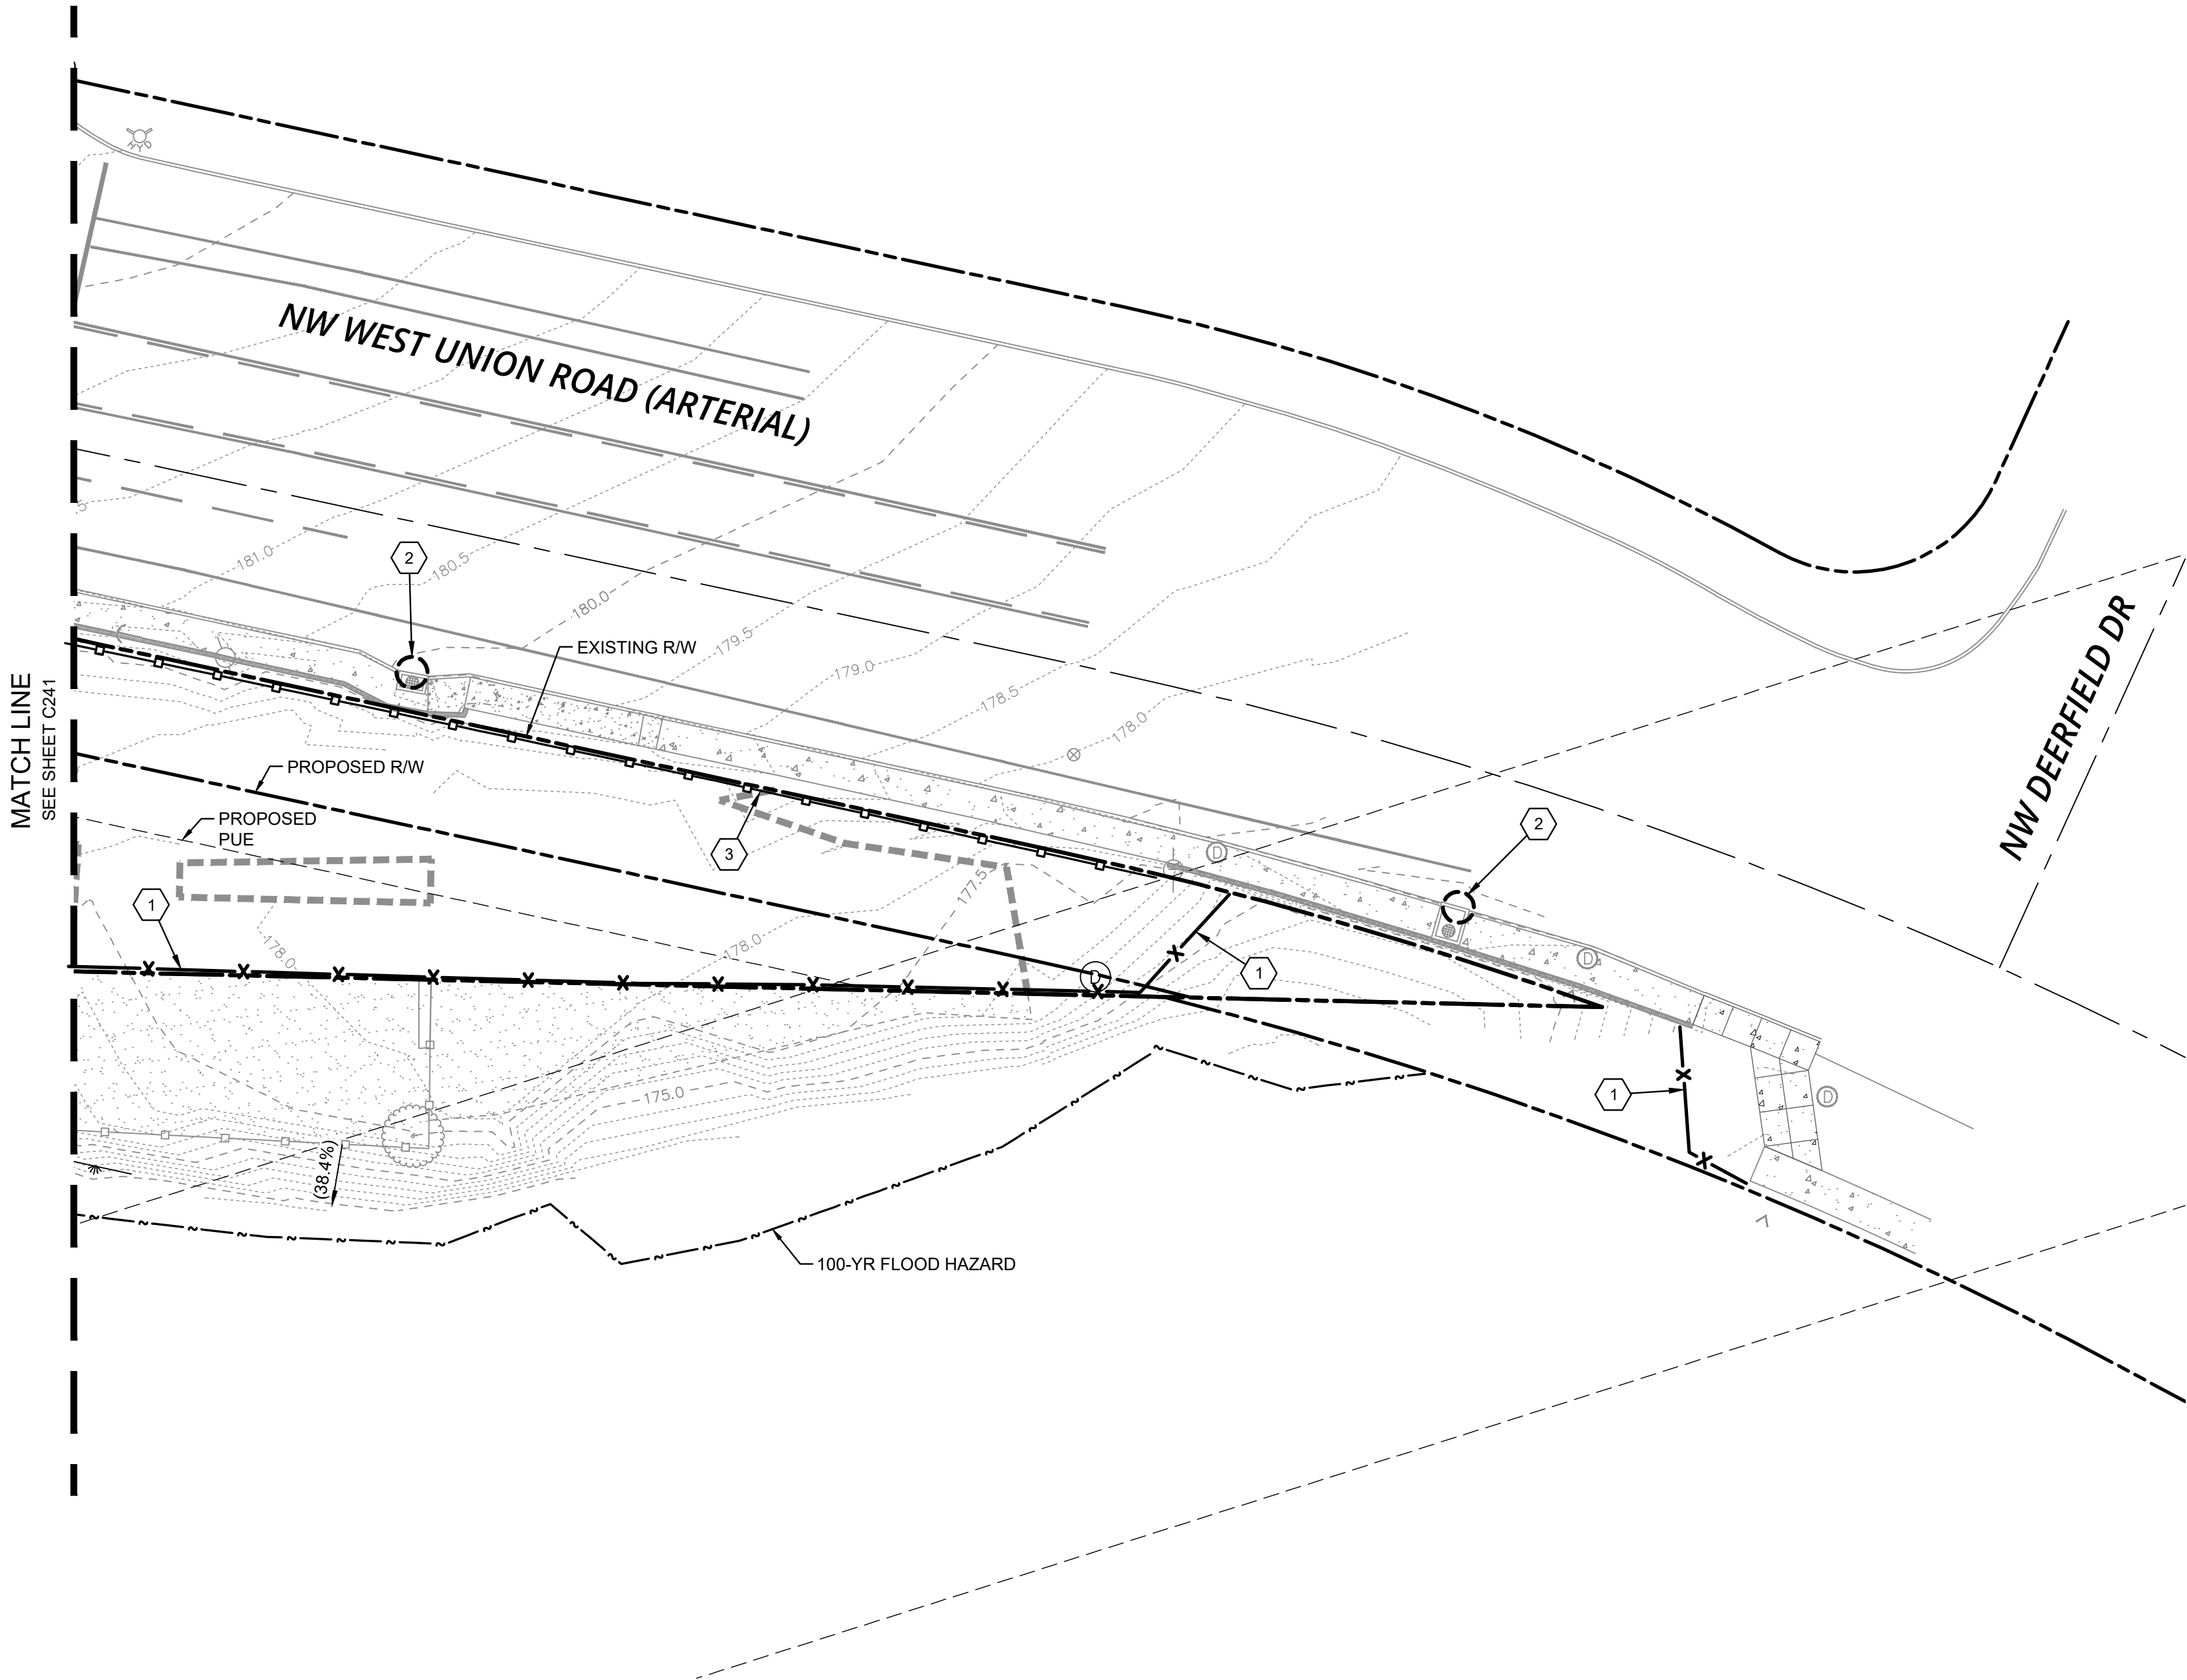 HYD
NW WEST UNION ROAD (ARTERIAL)
.5
181.0
2
180.5
180.0
EXISTING R/W
179.5
179.0
178.5
178.0
NW DEERFIELD DR
MATCH LINE
SEE SHEET C241
PROPOSED R/W
PROPOSED
PUE
3
2
D
177.5
1
178.0
178.0
1
D
D
175.0
1
D
(38.4%)
100-YR FLOOD HAZARD